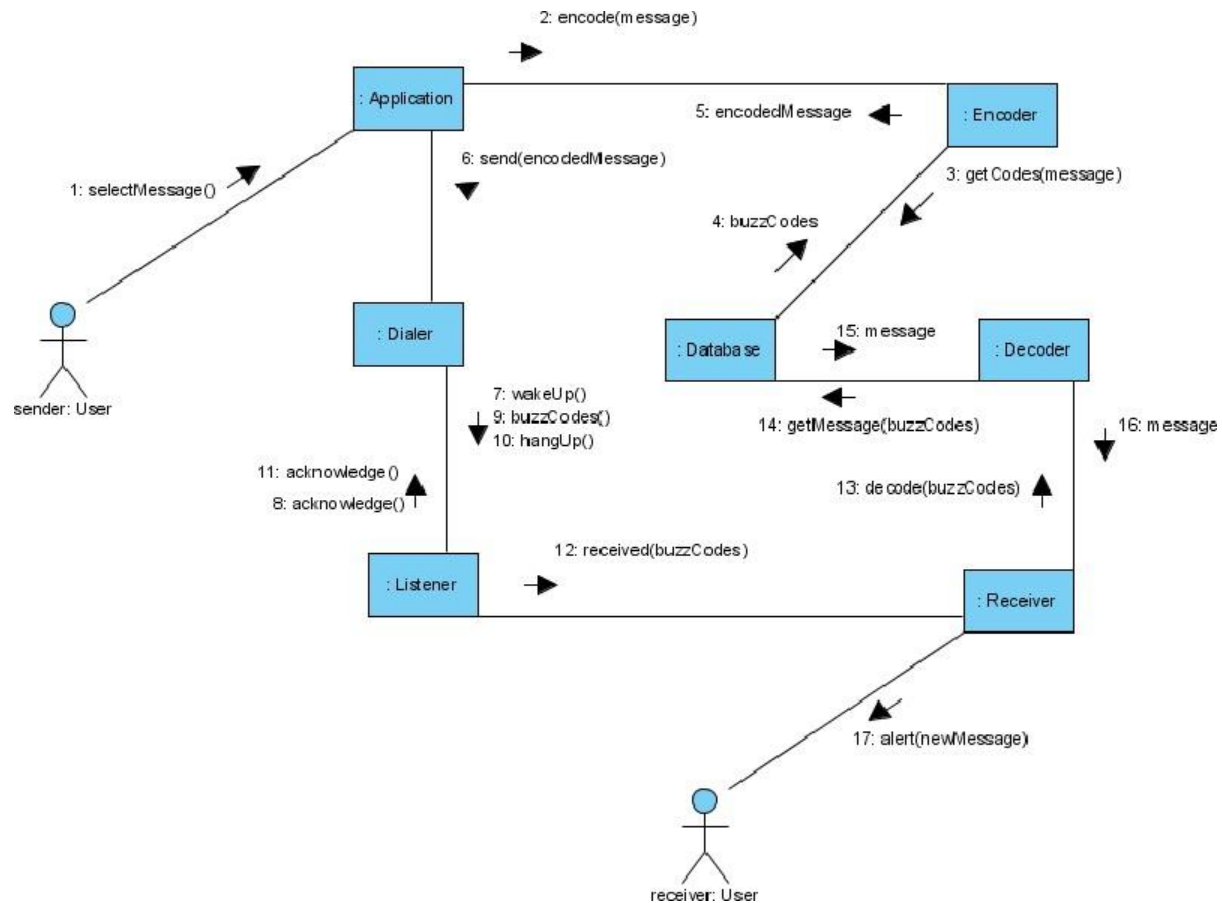 2: encode(message)
: Application
5: encodedMessage
: Encoder
6: send(encodedMessage)
3: getCodes(message)
1: selectMessage()
4: buzzCodes
: Dialer
: Database
15: message
: Decoder
sender: User
7: wakeUp()
9: buzzCodes()
10: hangUp()
14: getMessage(buzzCodes)
16: message
11: acknowledge()
8: acknowledge()
13: decode(buzzCodes)
12: received(buzzCodes)
: Listener
: Receiver
17: alert(newMessage)
receiver: User